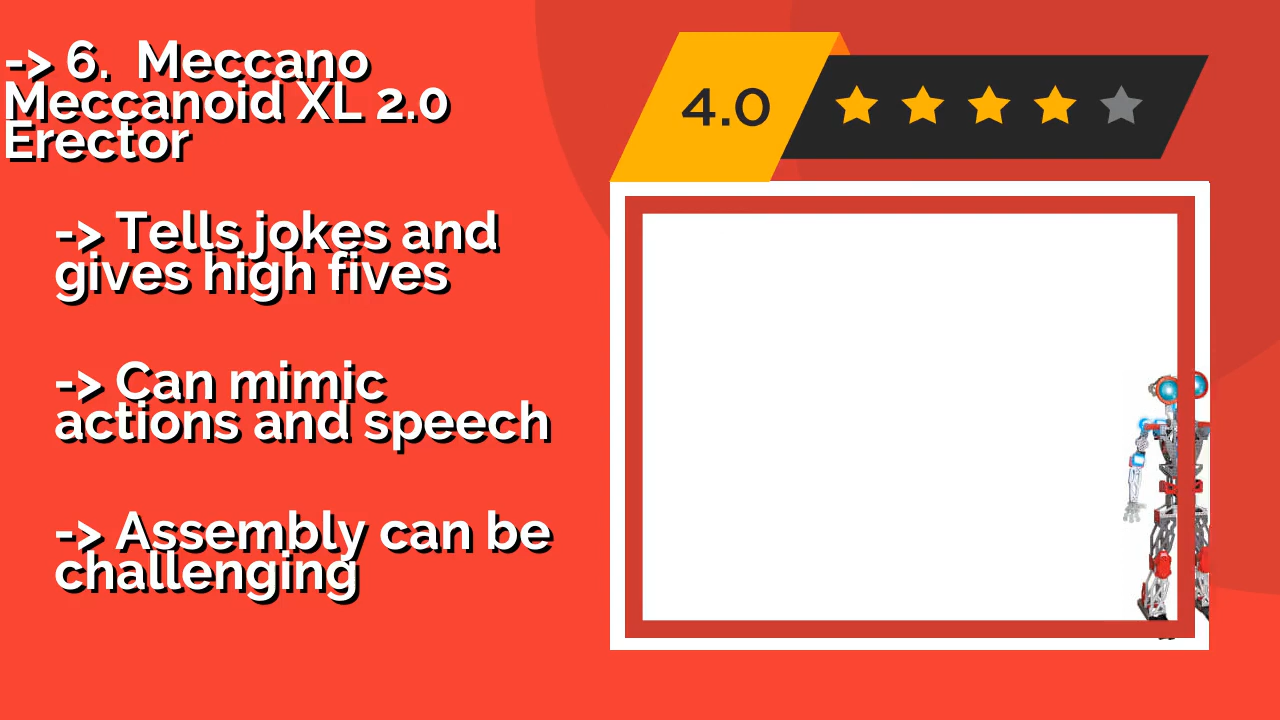 -> 6.  Meccano
Meccanoid XL 2.0
Erector
-> Tells jokes and
gives high fives
-> Can mimic
actions and speech
-> Assembly can be
challenging
4.0